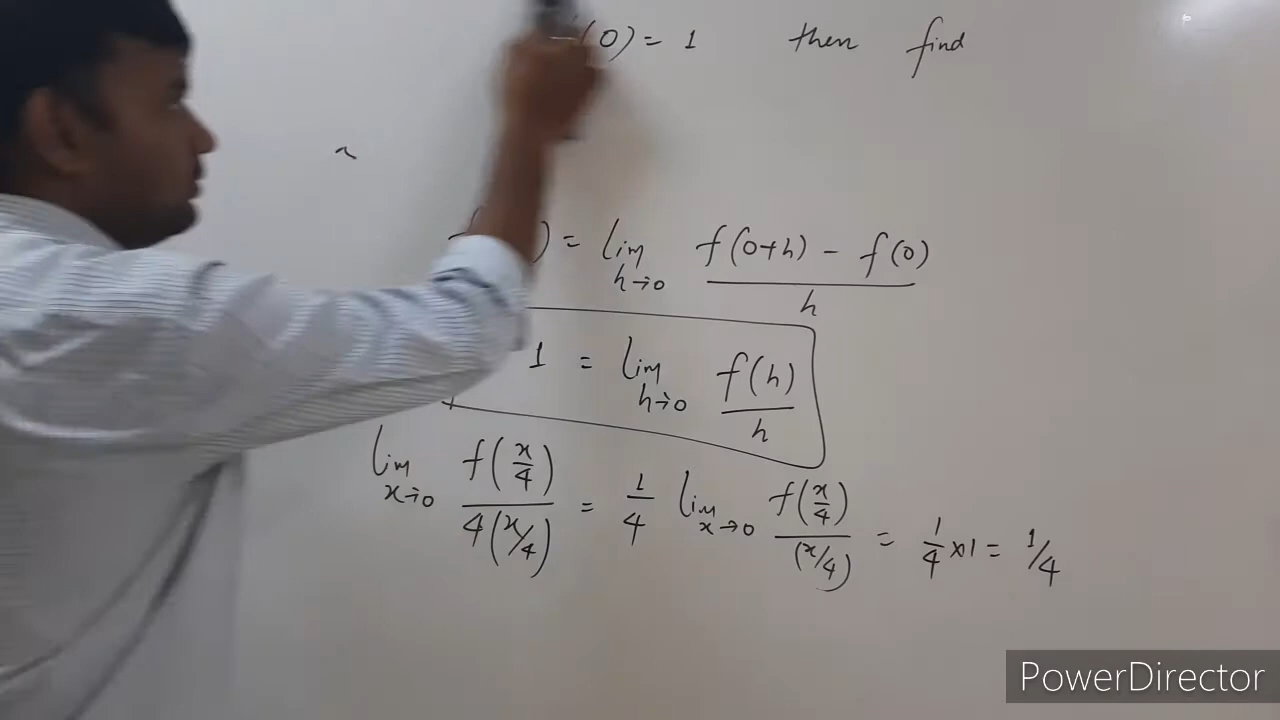 '(0) = 1 then find
) = lim h→0 f(0+h) - f(0) / h
1 = lim h→0 f(h) / h
lim x→0 f(x/4) / 4(x/4) = 1/4 lim x→0 f(x/4) / (x/4) = 1/4 x1 = 1/4
PowerDirector